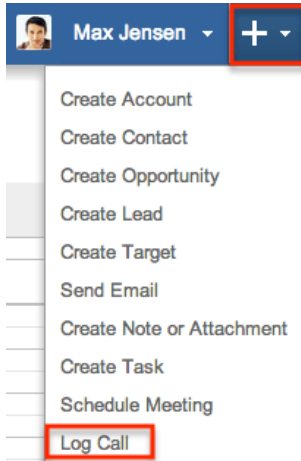 Max Jensen
Create Account
Create Contact
Create Opportunity
Create Lead
Create Target
Send Email
Create Note or Attachment
Create Task
Schedule Meeting
Log Call